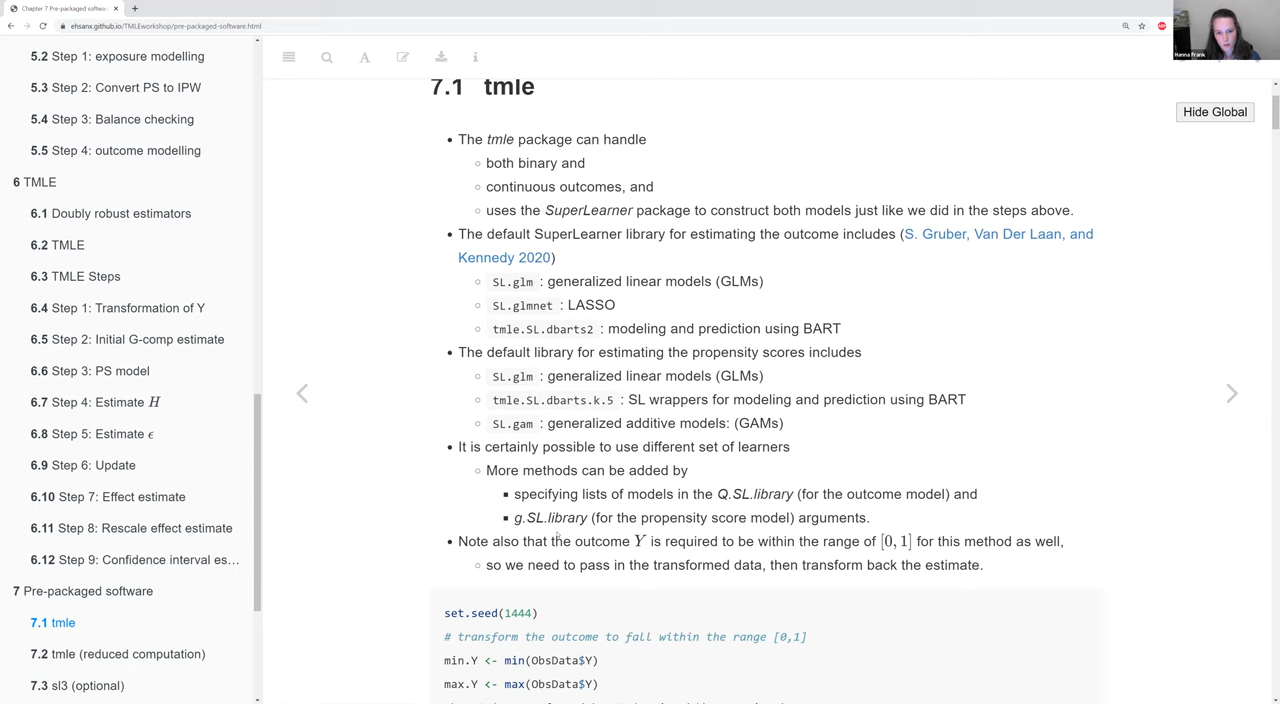 Chapter 7 Pre-packaged softwa
ehsanx.github.io/TMLEworkshop/pre-packaged-software.html
Hanna Frank
5.2 Step 1: exposure modelling
5.3 Step 2: Convert PS to IPW
5.4 Step 3: Balance checking
5.5 Step 4: outcome modelling
6 TMLE
6.1 Doubly robust estimators
6.2 TMLE
6.3 TMLE Steps
6.4 Step 1: Transformation of Y
6.5 Step 2: Initial G-comp estimate
6.6 Step 3: PS model
6.7 Step 4: Estimate H
6.8 Step 5: Estimate ϵ
6.9 Step 6: Update
6.10 Step 7: Effect estimate
6.11 Step 8: Rescale effect estimate
6.12 Step 9: Confidence interval es...
7 Pre-packaged software
7.1 tmle
7.2 tmle (reduced computation)
7.3 sl3 (optional)
7.1 tmle
Hide Global
• The tmle package can handle
◦ both binary and
◦ continuous outcomes, and
◦ uses the SuperLearner package to construct both models just like we did in the steps above.
• The default SuperLearner library for estimating the outcome includes (S. Gruber, Van Der Laan, and
Kennedy 2020)
◦ SL.glm : generalized linear models (GLMs)
◦ SL.glmnet : LASSO
◦ tmle.SL.dbarts2 : modeling and prediction using BART
• The default library for estimating the propensity scores includes
◦ SL.glm : generalized linear models (GLMs)
◦ tmle.SL.dbarts.k.5 : SL wrappers for modeling and prediction using BART
◦ SL.gam : generalized additive models: (GAMs)
• It is certainly possible to use different set of learners
◦ More methods can be added by
▪ specifying lists of models in the Q.SL.library (for the outcome model) and
▪ g.SL.library (for the propensity score model) arguments.
• Note also that the outcome Y is required to be within the range of [0, 1] for this method as well,
◦ so we need to pass in the transformed data, then transform back the estimate.
set.seed(1444)
# transform the outcome to fall within the range [0,1]
min.Y <- min(ObsData$Y)
max.Y <- max(ObsData$Y)